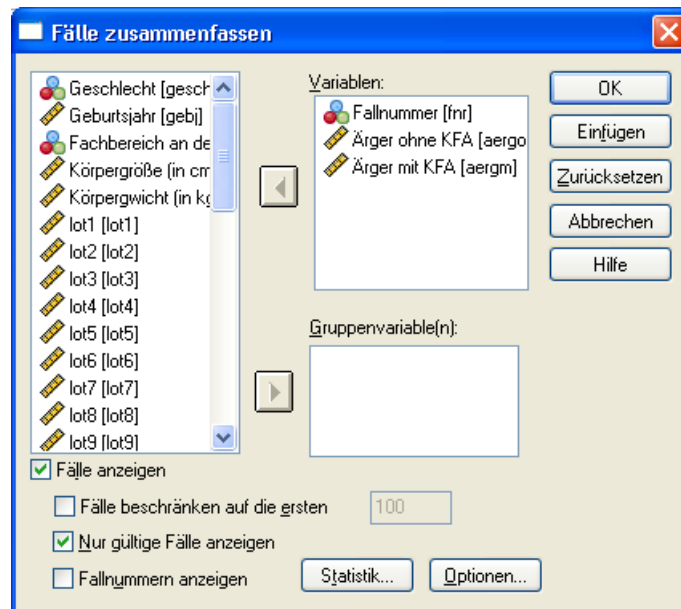 Fälle zusammenfassen
Geschlecht [gesch
Geburtsjahr [gebj]
Fachbereich an de
Körpergröße (in cm
Körpergwicht (in kg
lot1 [lot1]
lot2 [lot2]
lot3 [lot3]
lot4 [lot4]
lot5 [lot5]
lot6 [lot6]
lot7 [lot7]
lot8 [lot8]
lot9 [lot9]
Variablen:
Fallnummer [fnr]
Ärger ohne KFA [aergo
Ärger mit KFA [aergm]
Gruppenvariable(n):
OK
Einfügen
Zurücksetzen
Abbrechen
Hilfe
Fälle anzeigen
Fälle beschränken auf die ersten 100
Nur gültige Fälle anzeigen
Fallnummern anzeigen
Statistik... Optionen...